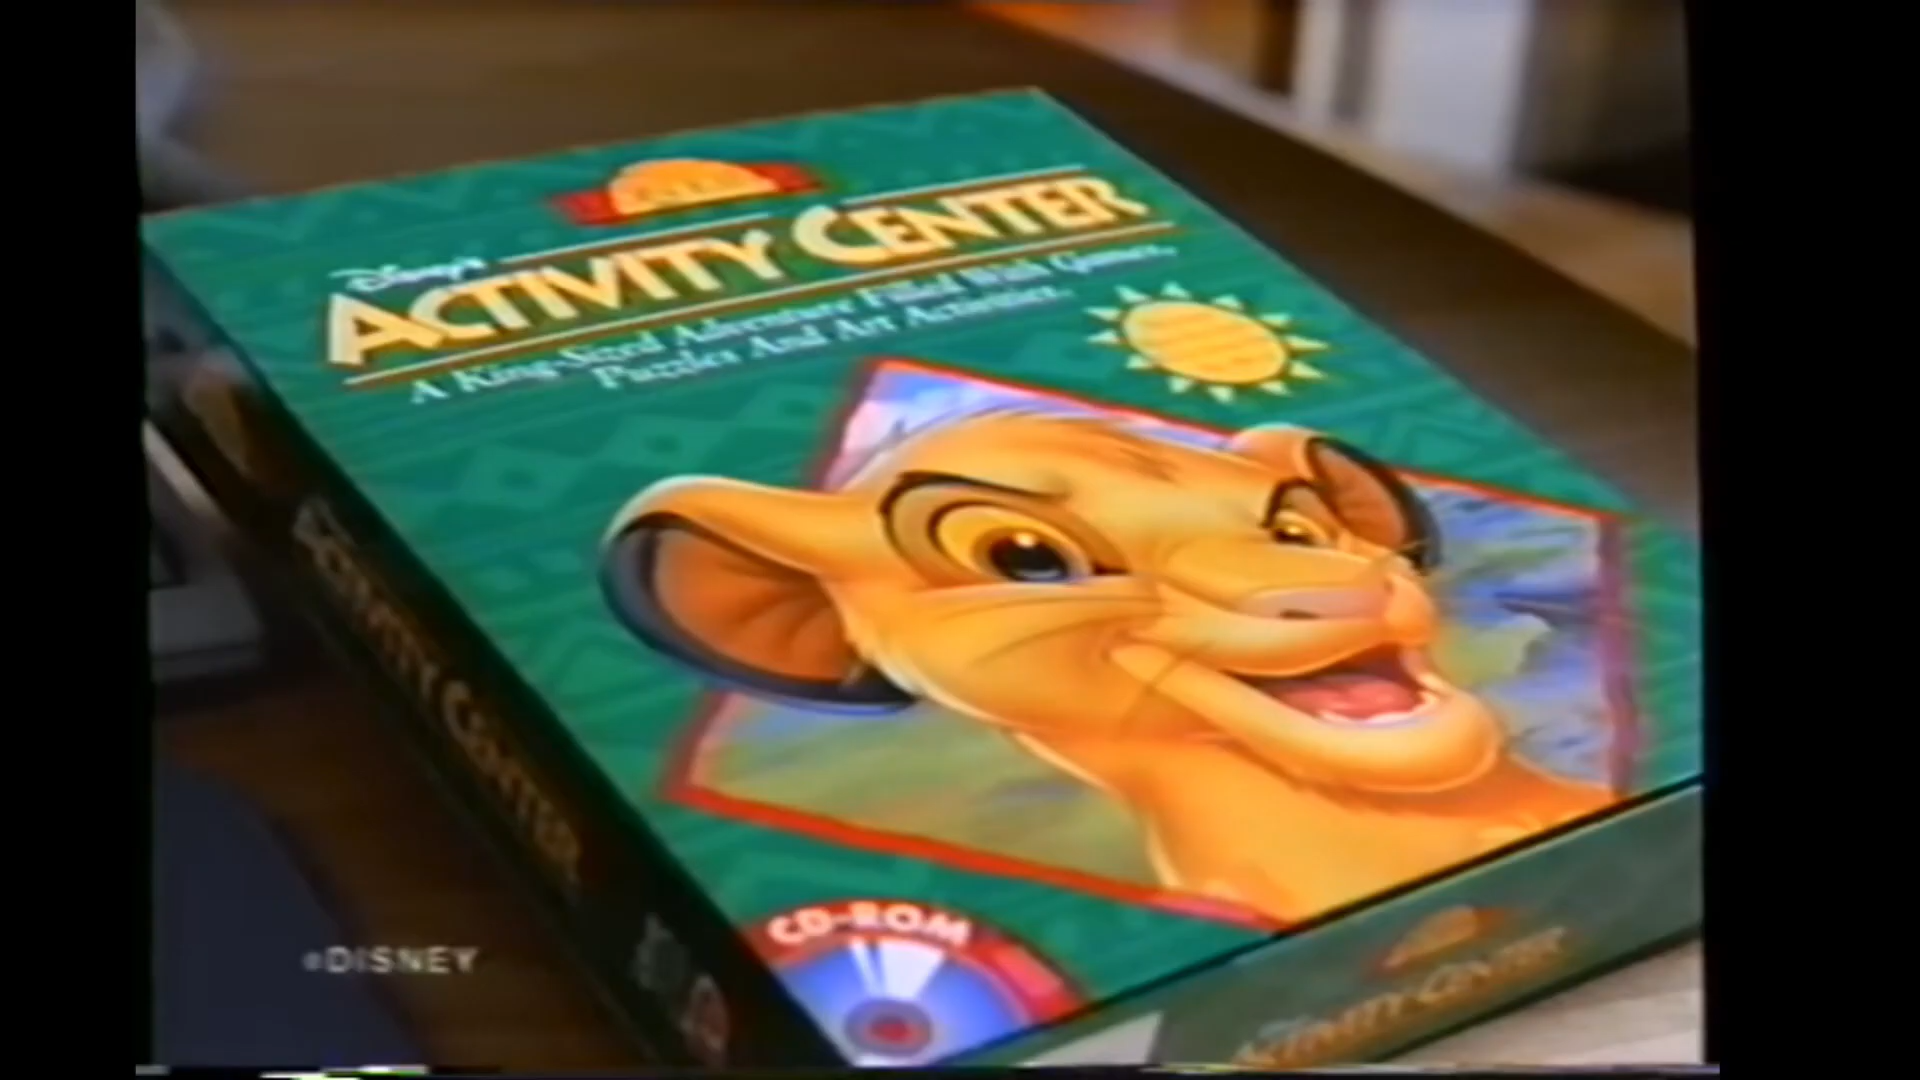 Disney's
ACTIVITY CENTER
A King-Sized Adventure Filled With Games,
Puzzles And Art Activities.
ACTIVITY CENTER
CD-ROM
©DISNEY
ACTIVITY CENTER